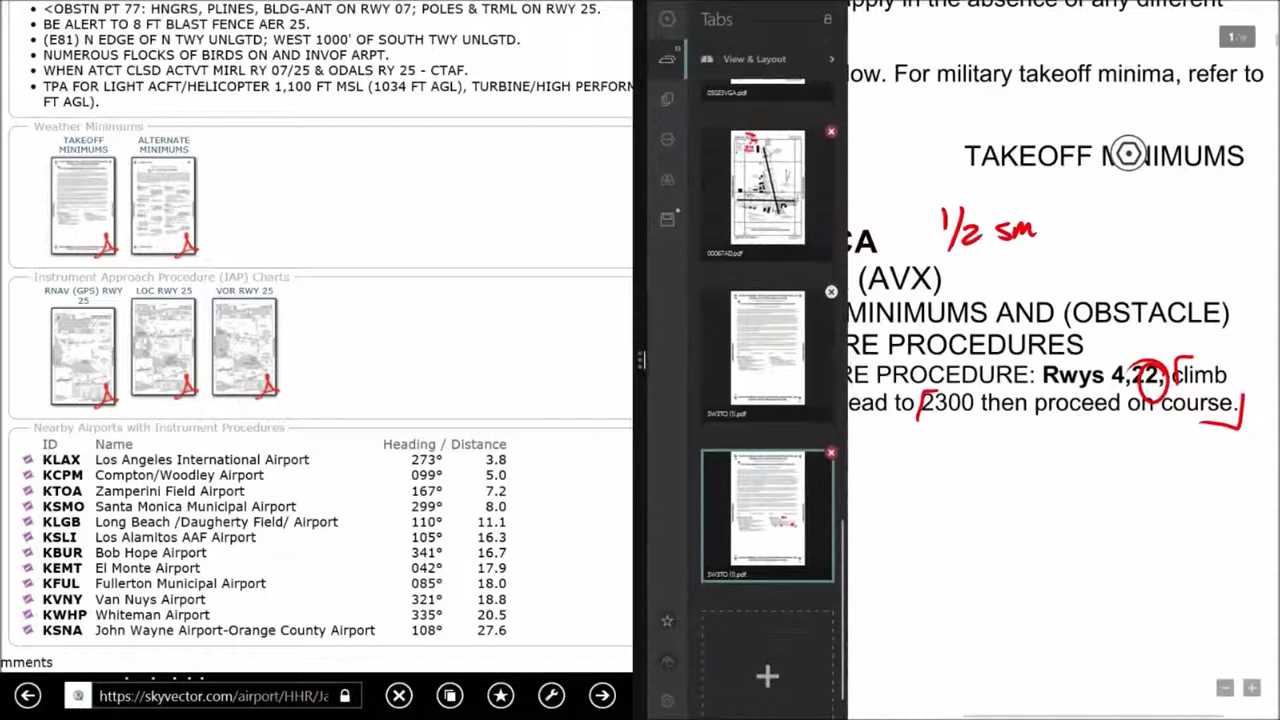 <OBSTN PT 77: HNGRS, PLINES, BLDG-ANT ON RWY 07; POLES & TRML ON RWY 25.
BE ALERT TO 8 FT BLAST FENCE AER 25.
(E81) N EDGE OF N TWY UNLGTD; WEST 1000' OF SOUTH TWY UNLGTD.
NUMEROUS FLOCKS OF BIRDS ON AND INVOF ARPT.
WHEN ATCT CLSD ACTVT MIRL RY 07/25 & ODALS RY 25 - CTAF.
TPA FOR LIGHT ACFT/HELICOPTER 1,100 FT MSL (1034 FT AGL), TURBINE/HIGH PERFORM
FT AGL).
Weather Minimums
TAKEOFF MINIMUMS
ALTERNATE MINIMUMS
Instrument Approach Procedure (IAP) Charts
RNAV (GPS) RWY 25
LOC RWY 25
VOR RWY 25
Nearby Airports with Instrument Procedures
ID Name Heading / Distance
KLAX Los Angeles International Airport 273° 3.8
Compton/Woodley Airport 099° 5.0
KTOA Zamperini Field Airport 167° 7.2
KSMO Santa Monica Municipal Airport 299°
KLGB Long Beach /Daugherty Field/ Airport 110°
KSLI Los Alamitos AAF Airport 105° 16.3
KBUR Bob Hope Airport 341° 16.7
KEMT El Monte Airport 042° 17.9
KFUL Fullerton Municipal Airport 085° 18.0
KVNY Van Nuys Airport 321° 18.8
KWHP Whiteman Airport 335° 20.5
KSNA John Wayne Airport-Orange County Airport 108° 27.6
mments
https://skyvector.com/airport/HHR/Ja
Tabs
View & Layout
05023VGA.pdf
00067AD.pdf
SW3TO (1).pdf
SW3TO (1).pdf
pply in the absence of any different
1/
ow. For military takeoff minima, refer to
TAKEOFF MINIMUMS
1/2 sm
CA
(AVX)
MINIMUMS AND (OBSTACLE)
RE PROCEDURES
RE PROCEDURE: Rwys 4,22, climb
ead to 2300 then proceed on course.